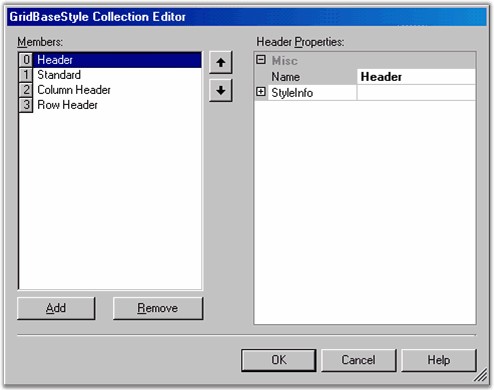 GridBaseStyle Collection Editor
Members:
0 Header
1 Standard
2 Column Header
3 Row Header
Add
Remove
Header Properties:
Misc
Name Header
StyleInfo
OK
Cancel
Help